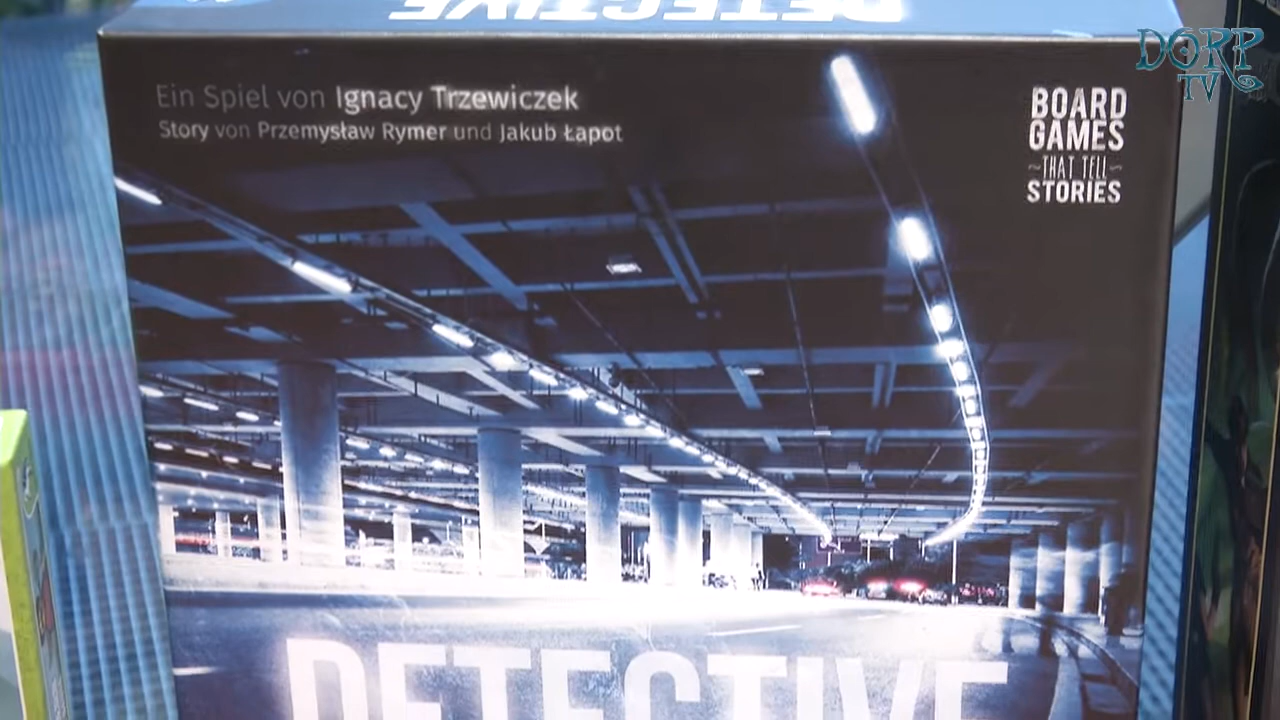 DETECTIVE
DORP
TV
Ein Spiel von Ignacy Trzewiczek
Story von Przemysław Rymer und Jakub Łapot
BOARD
GAMES
~THAT TELL~
STORIES
DETECTIVE